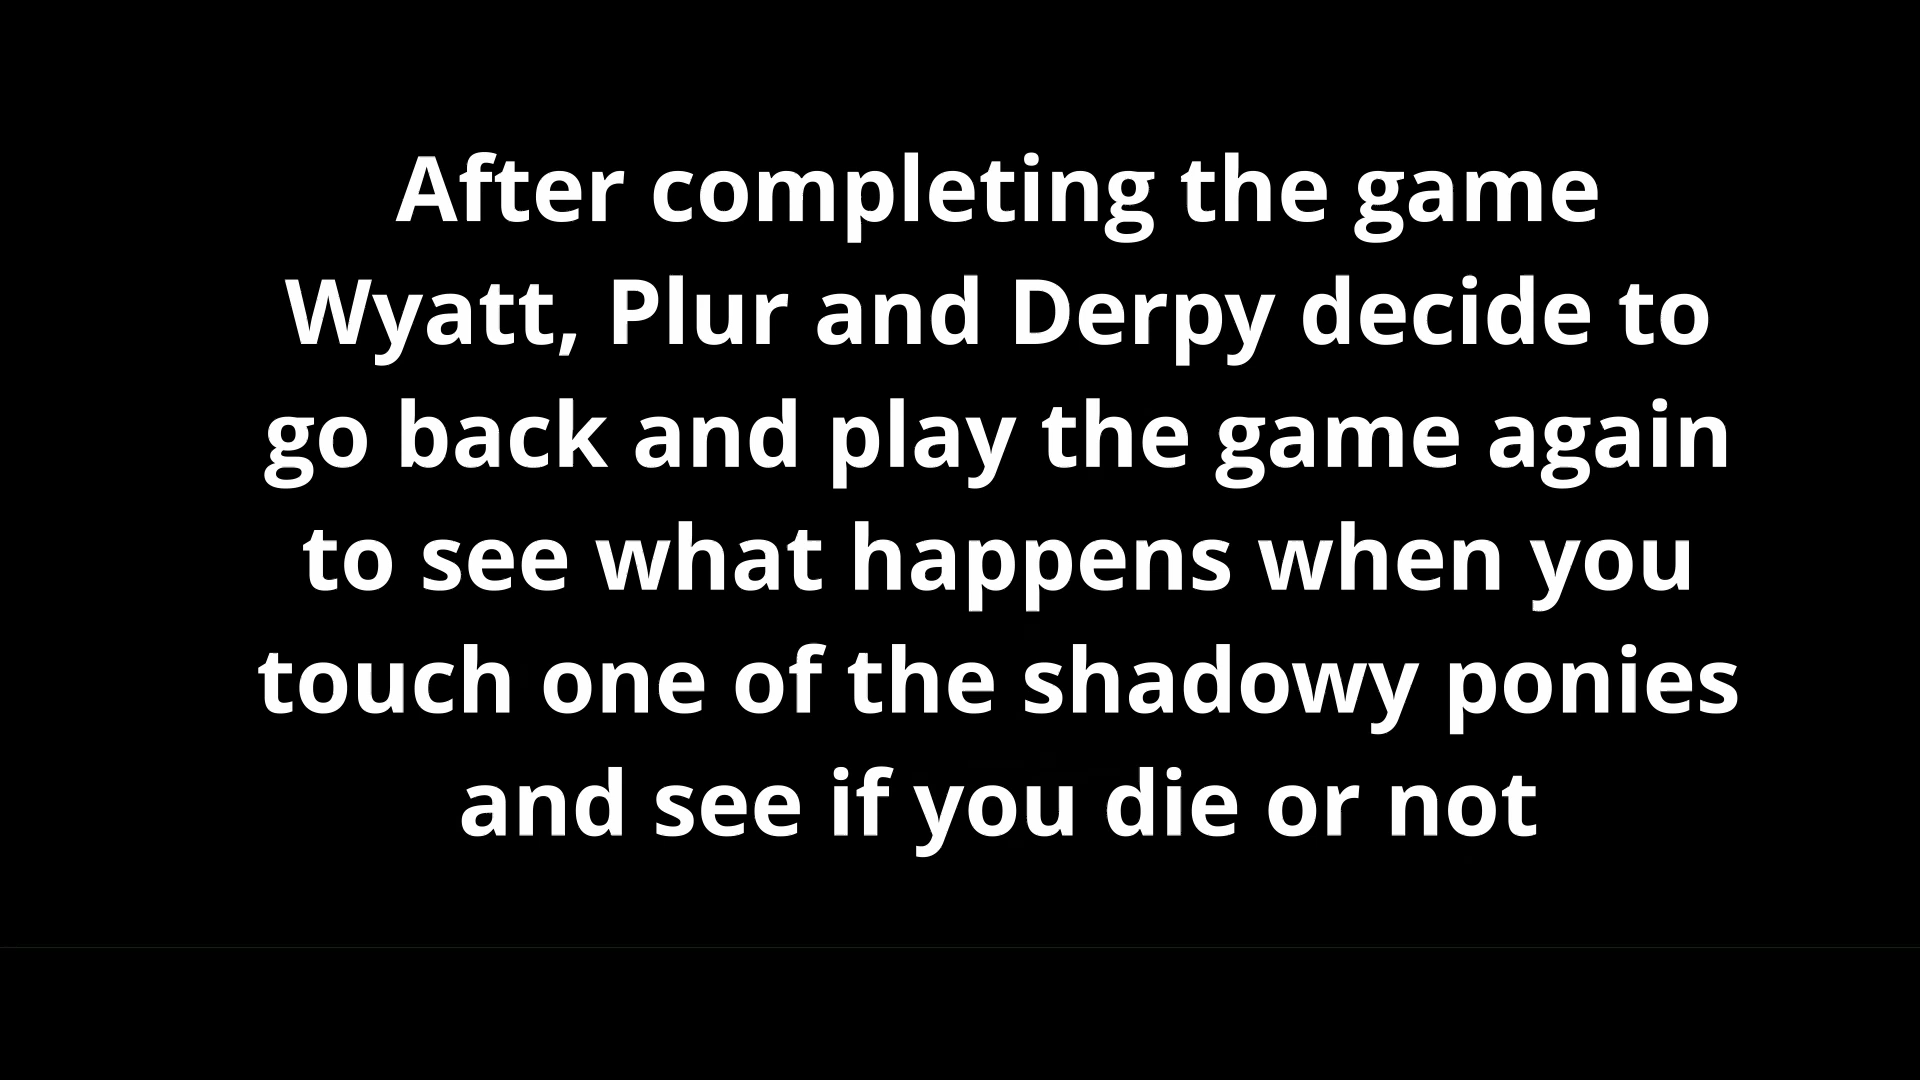 After completing the game
Wyatt, Plur and Derpy decide to
go back and play the game again
to see what happens when you
touch one of the shadowy ponies
and see if you die or not